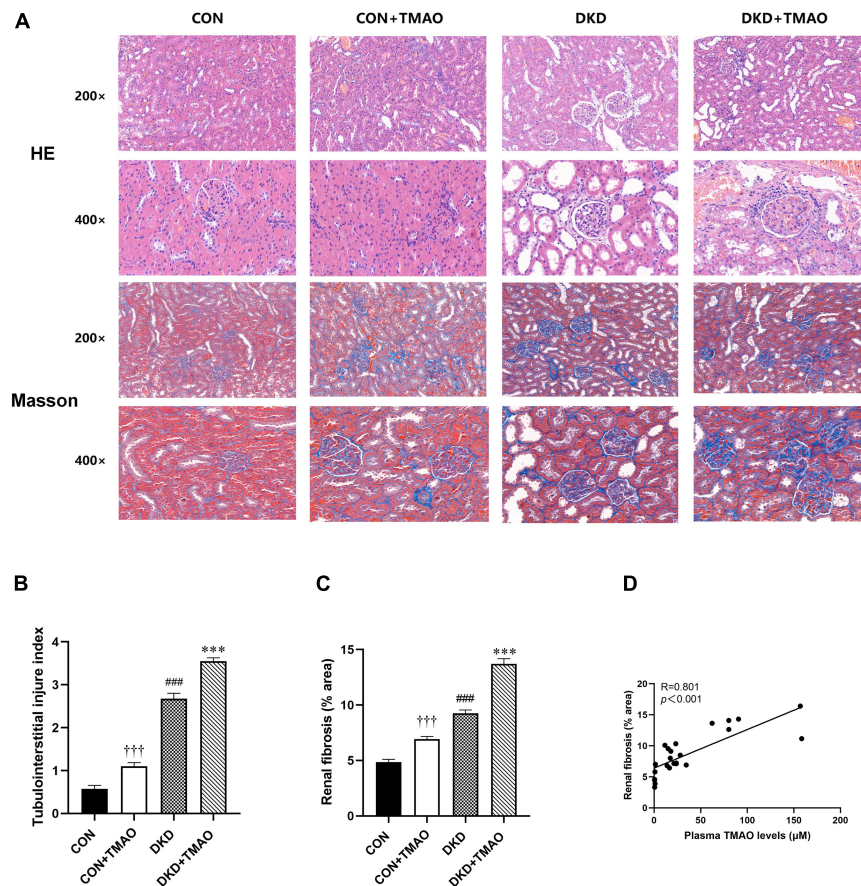 A
CON
CON+TMAO
DKD
DKD+TMAO
200×
HE
400×
200×
Masson
400×
B
Tubulointerstitial injure index
4
3
2
1
0
†††
###
***
CON
CON+TMAO
DKD
DKD+TMAO
C
Renal fibrosis (% area)
15
10
5
0
†††
###
***
CON
CON+TMAO
DKD
DKD+TMAO
D
R=0.801
p<0.001
Renal fibrosis (% area)
20
15
10
5
0
0
50
100
150
200
Plasma TMAO levels (μM)